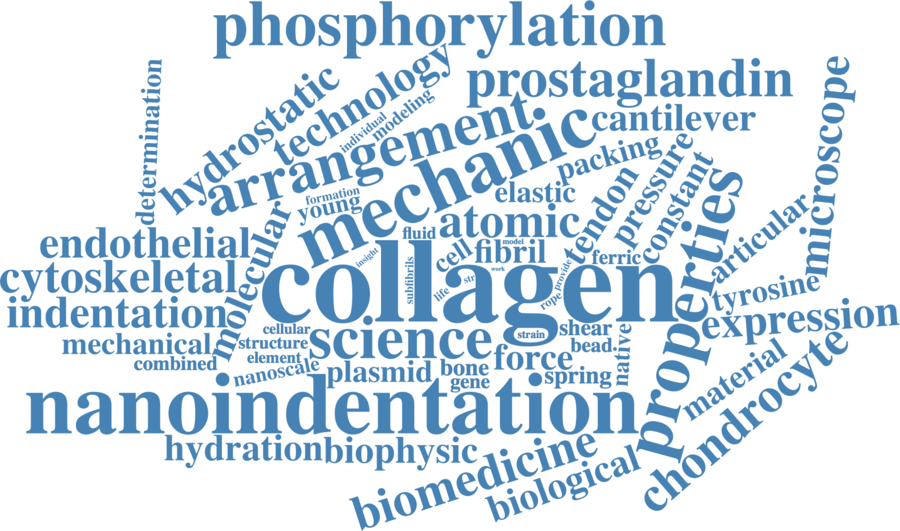 phosphorylation
prostaglandin
determination
hydrostatic
technology
individual
modeling
arrangement
mechanic
cantilever
microscope
packing
pressure
constant
elastic
formation
young
tendon
properties
articular
endothelial
molecular
fluid
atomic
cell
fibril
model
insight
ferric
cytoskeletal
collagen
subfibrils
life
str
work
rope
provide
tyrosine
indentation
expression
cellular
science
strain
shear
mechanical
structure
bead.
native
combined
element
nanoscale
plasmid
bone
gene
force
spring
material
chondrocyte
nanoindentation
hydration
biophysic
biomedicine
biological